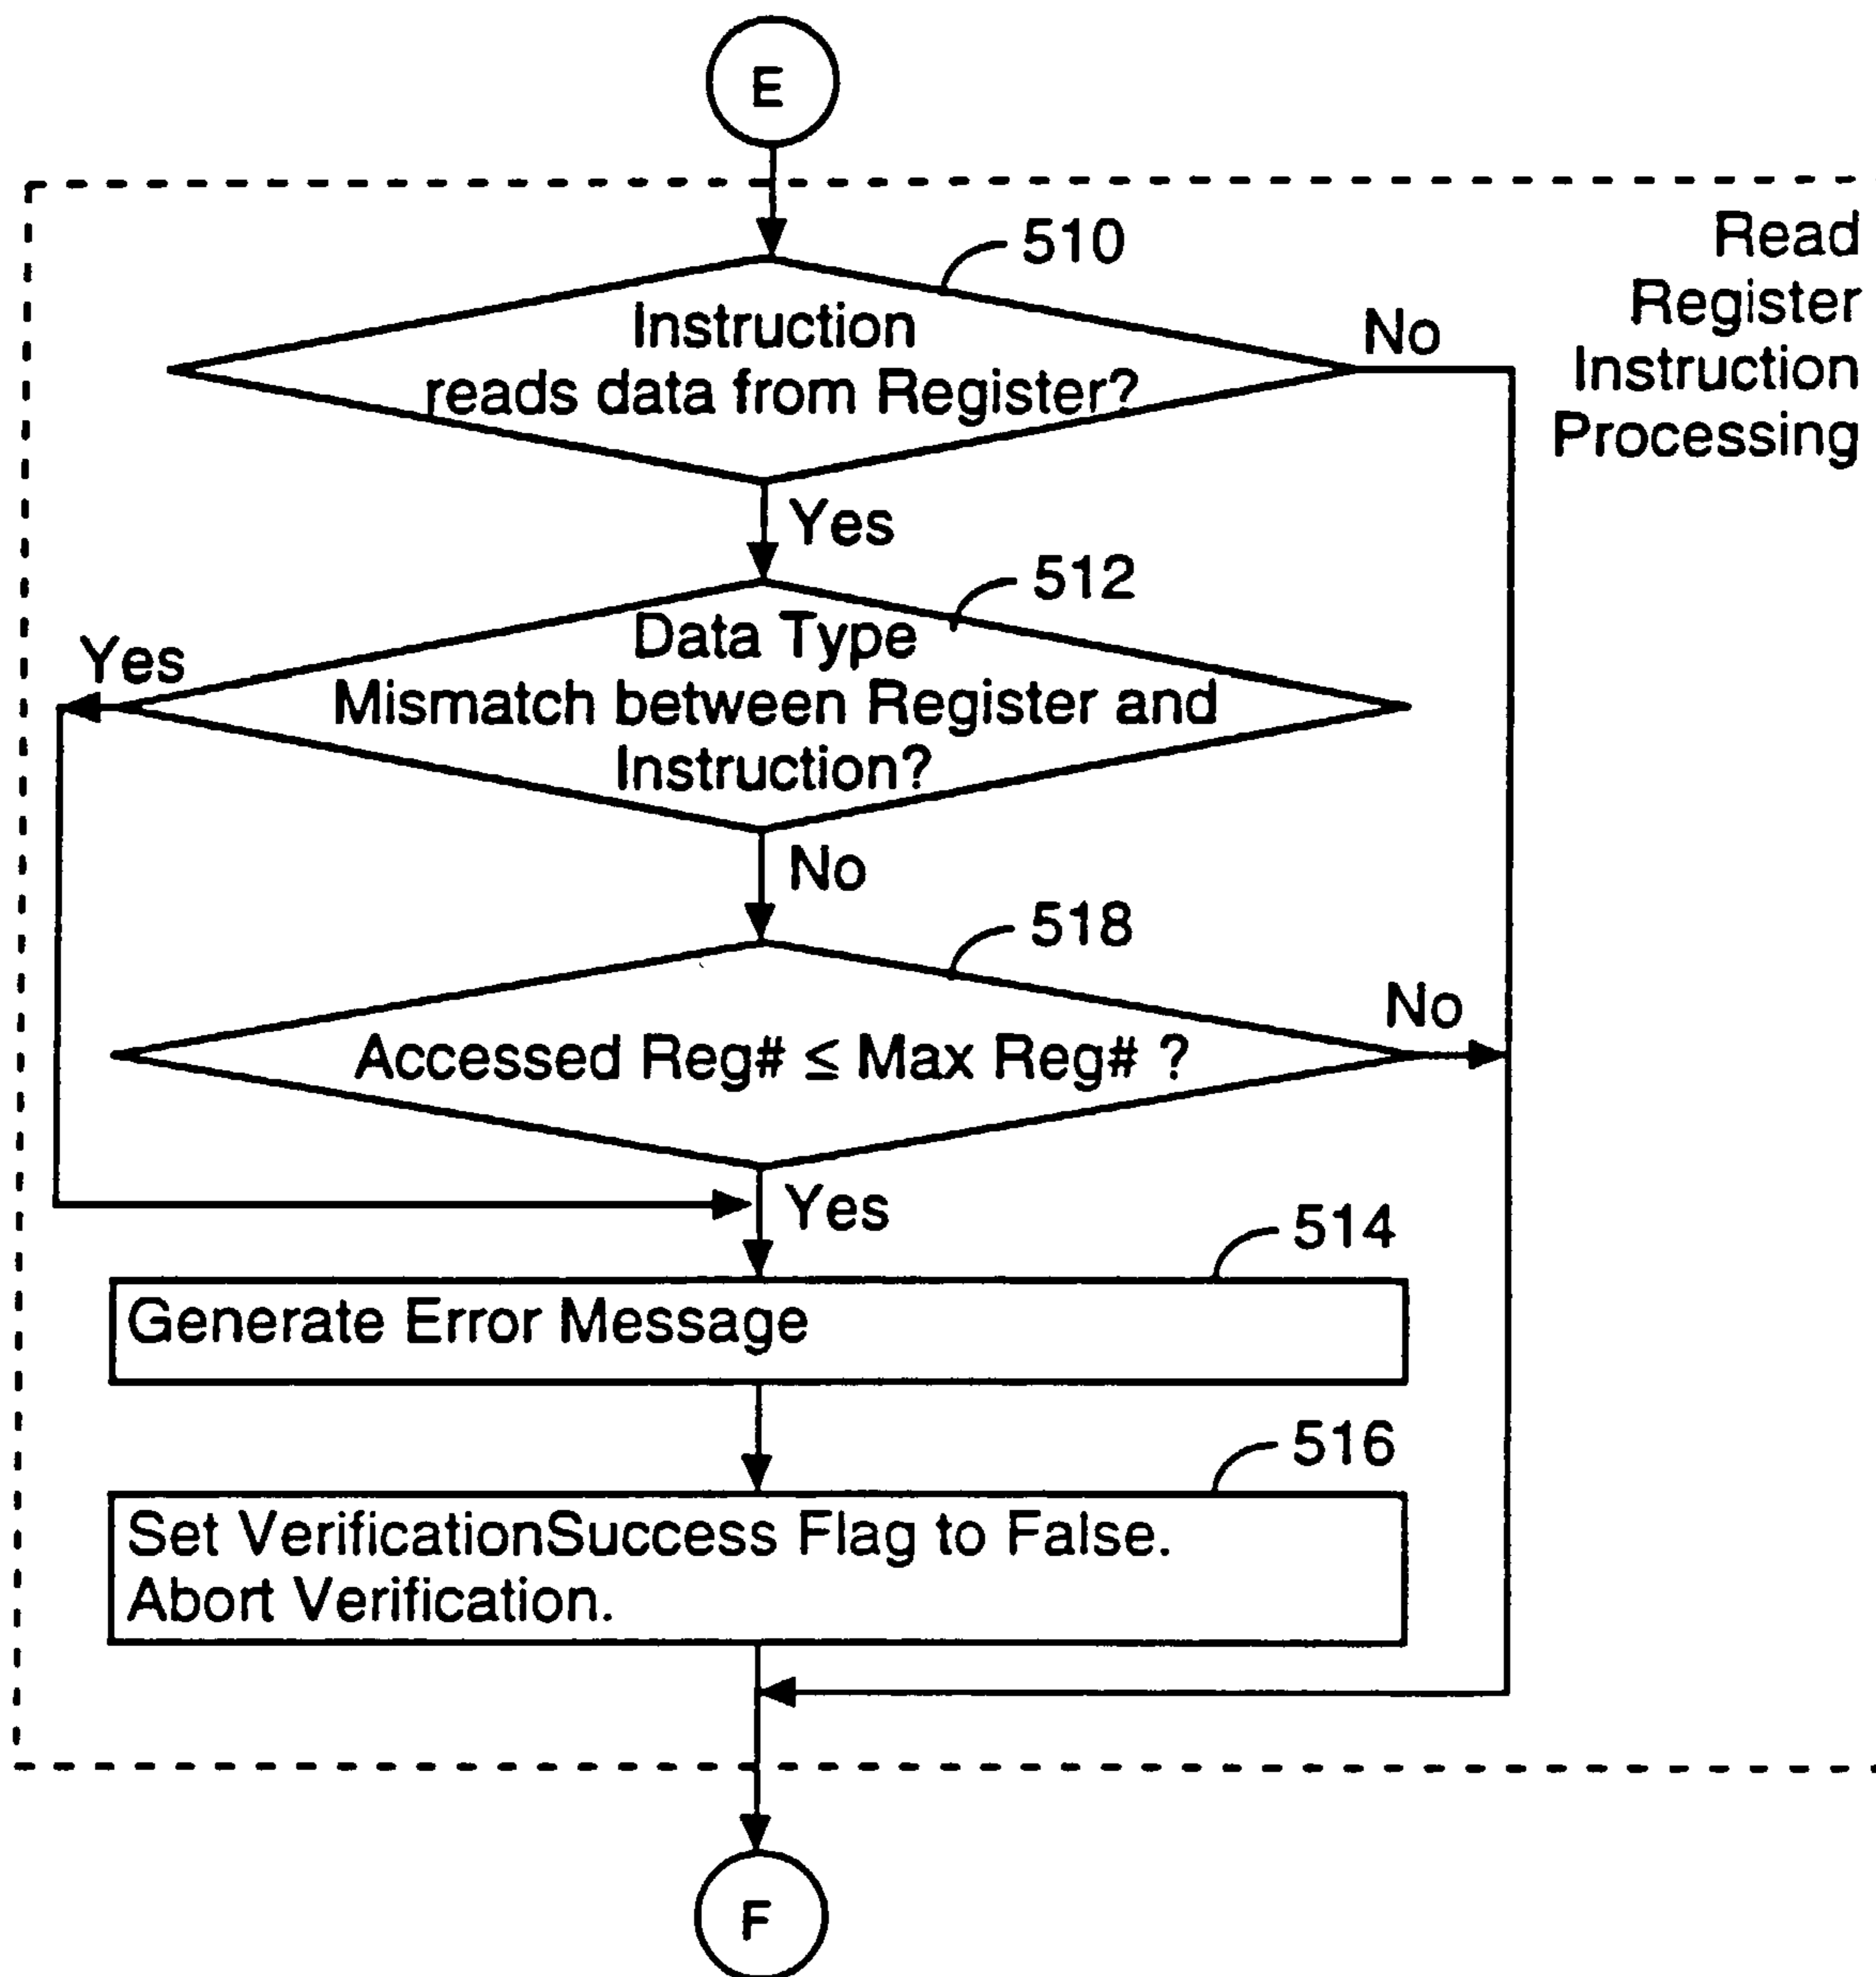 E
510
Read
Register
Instruction
Processing
Instruction
reads data from Register?
No
Yes
512
Data Type
Mismatch between Register and
Instruction?
Yes
No
518
Accessed Reg# ≤ Max Reg# ?
No
Yes
514
Generate Error Message
516
Set VerificationSuccess Flag to False.
Abort Verification.
F